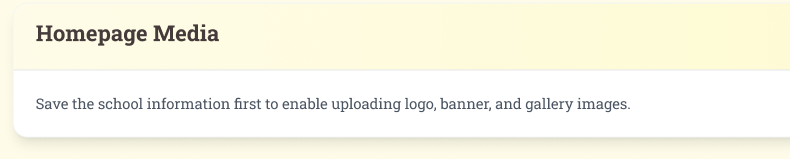 Homepage Media
Save the school information first to enable uploading logo, banner, and gallery images.